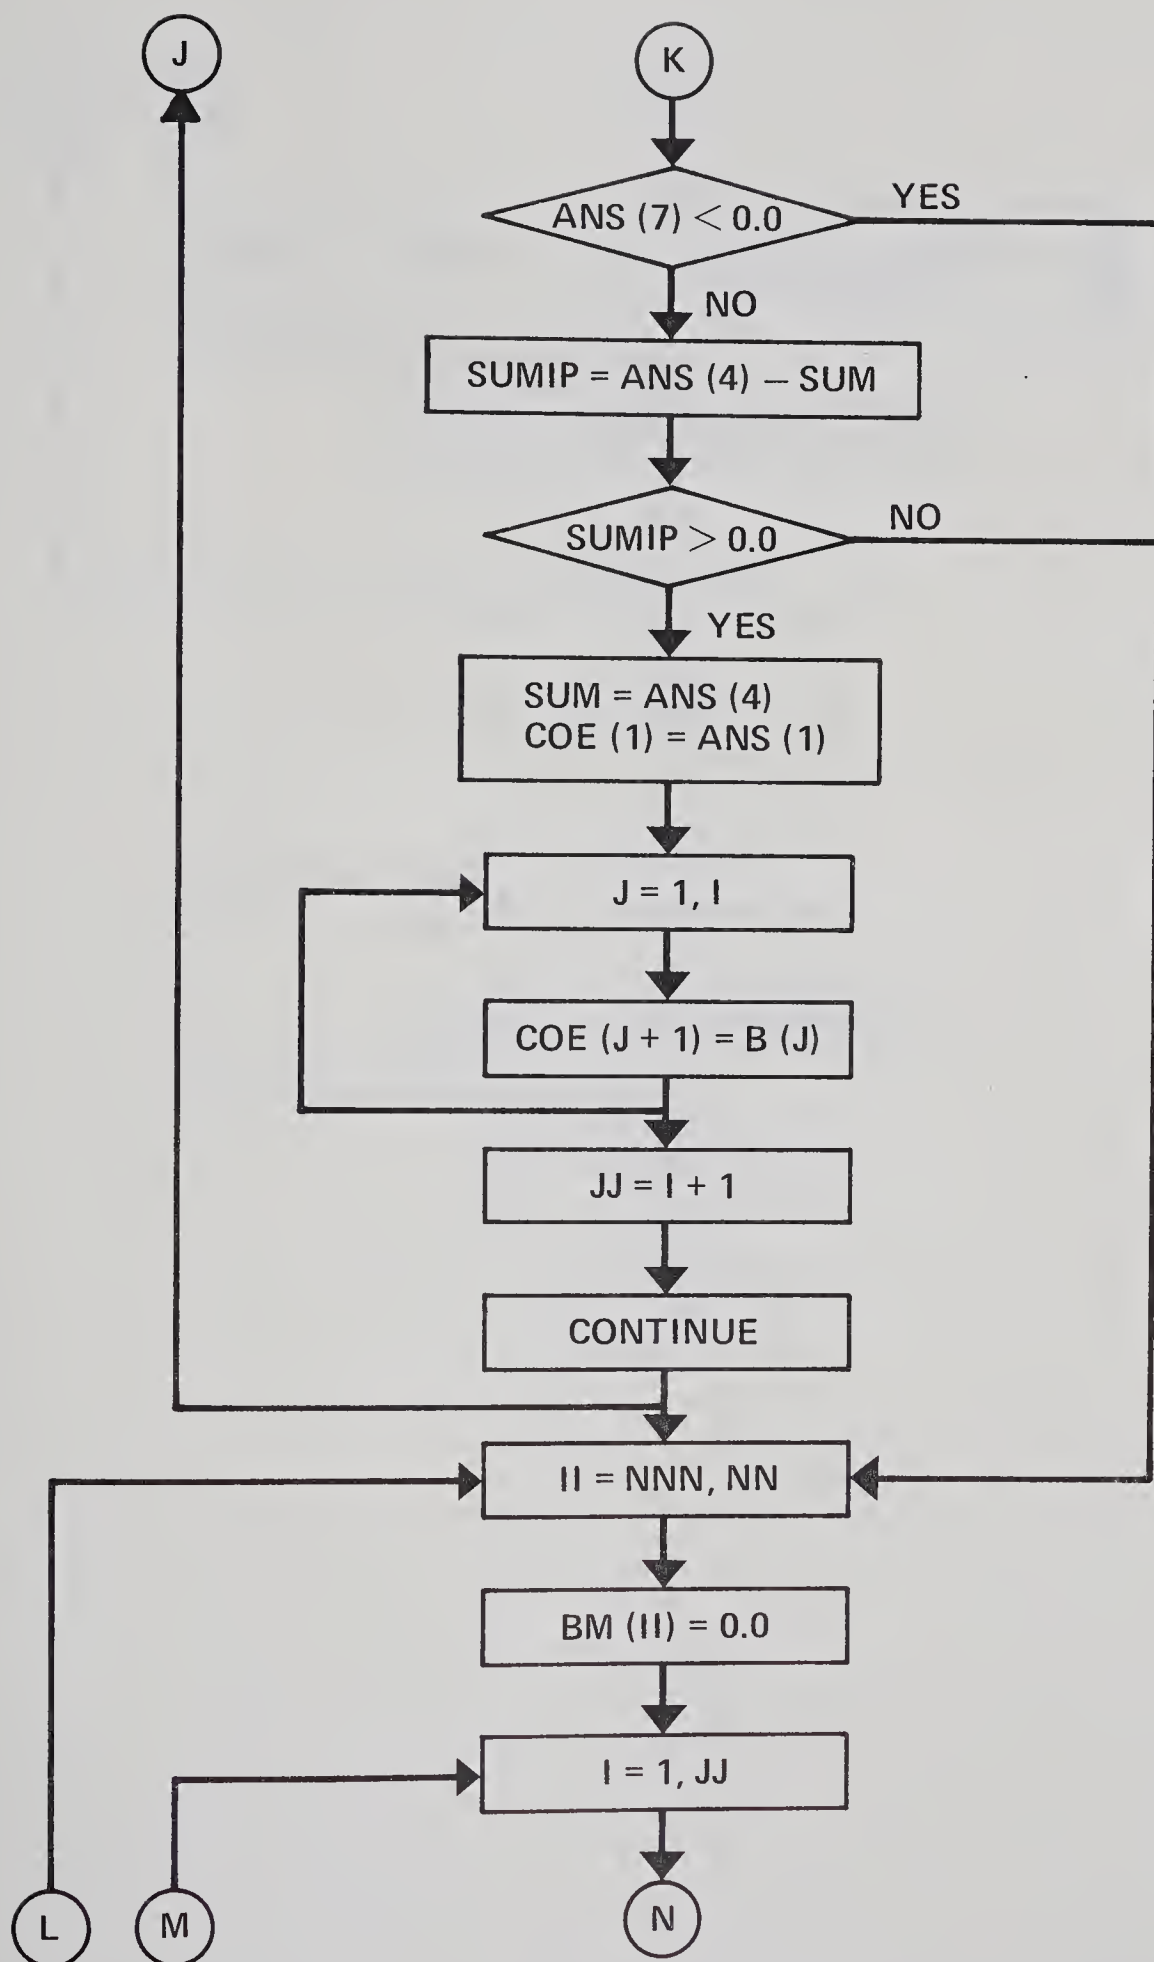 J
K
ANS (7) < 0.0
YES
NO
SUMIP = ANS (4) – SUM
SUMIP > 0.0
NO
YES
SUM = ANS (4)
COE (1) = ANS (1)
J = 1, I
COE (J + 1) = B (J)
JJ = I + 1
CONTINUE
II = NNN, NN
BM (II) = 0.0
I = 1, JJ
L
M
N